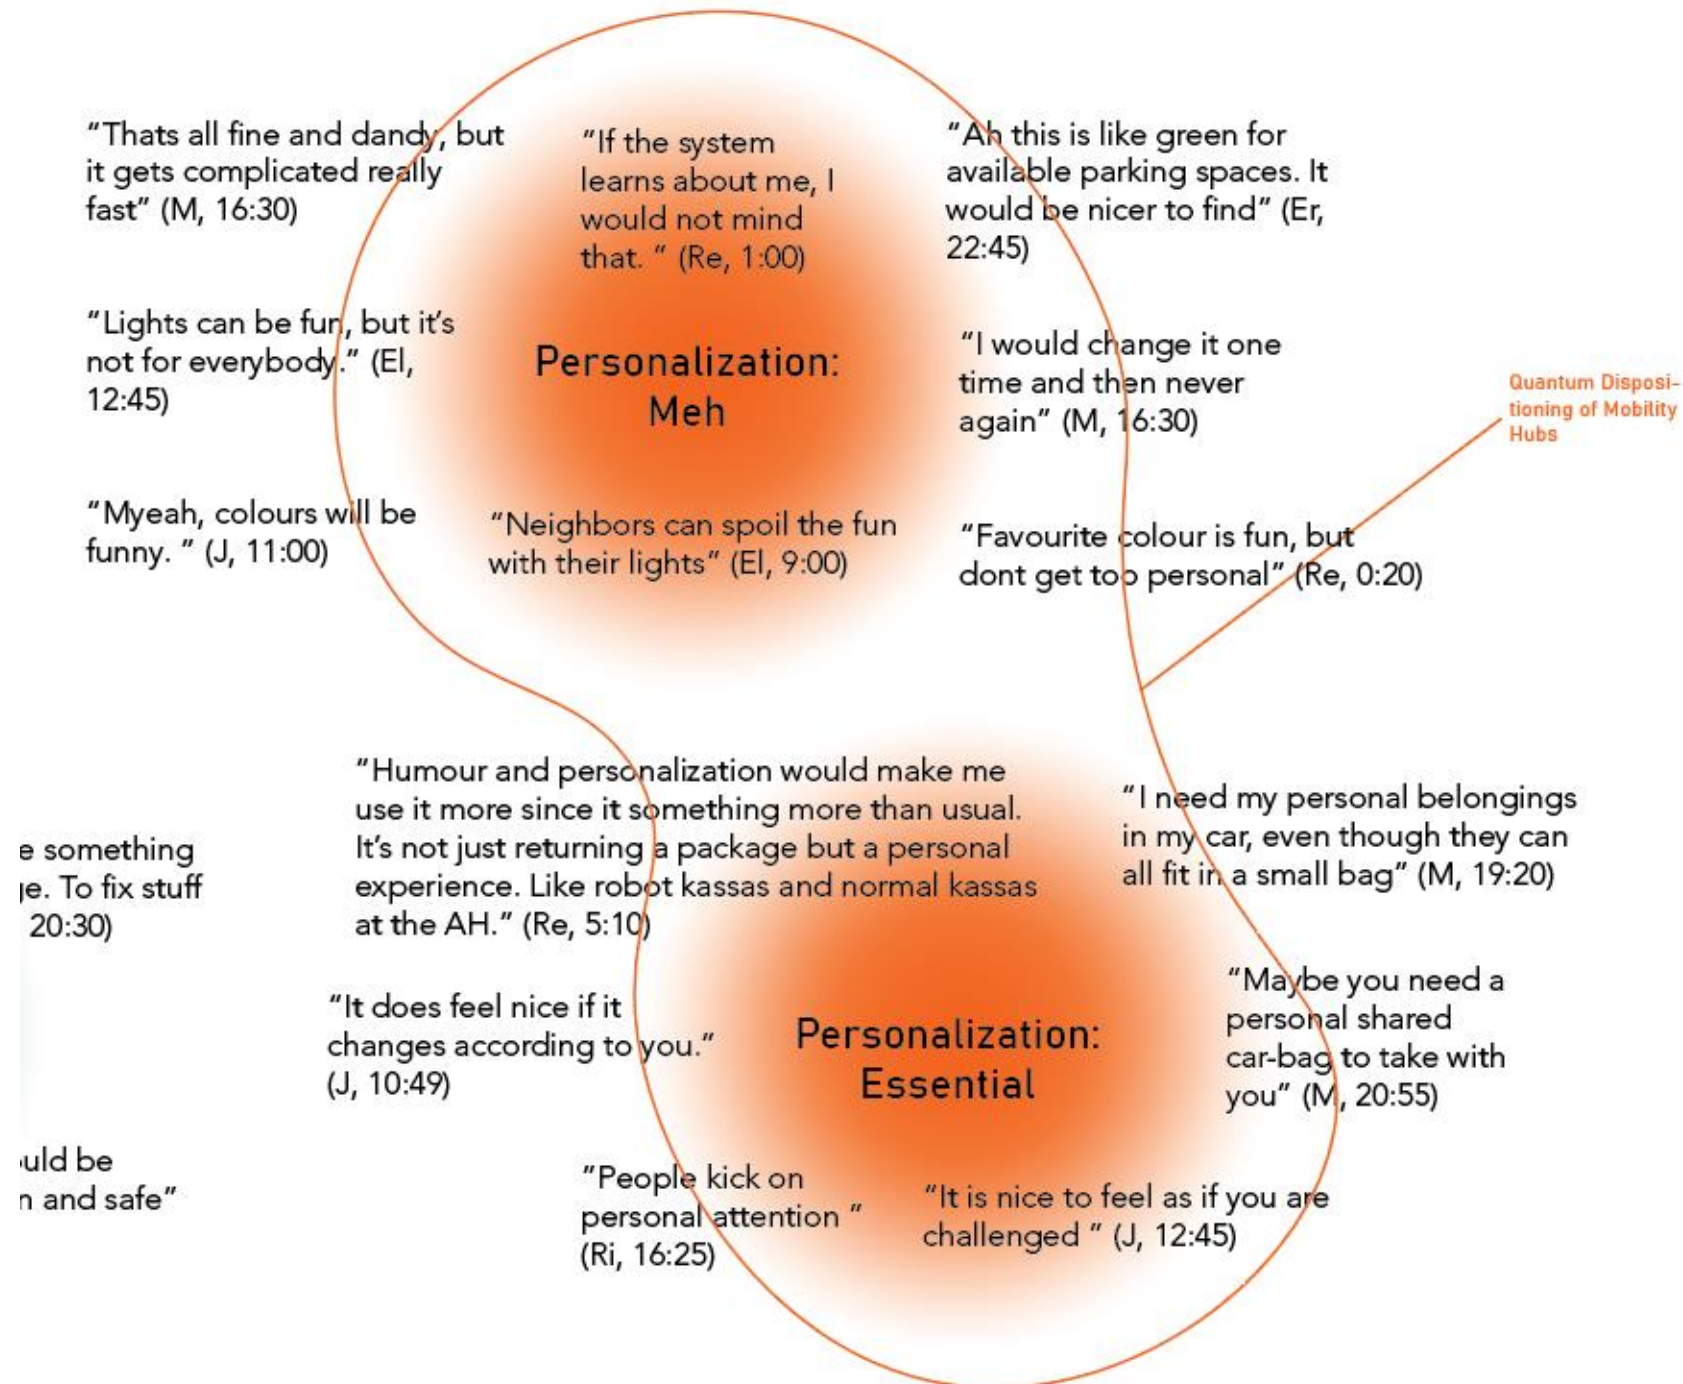 “Thats all fine and dandy, but
it gets complicated really
fast” (M, 16:30)
“If the system
learns about me, I
would not mind
that. ” (Re, 1:00)
“Ah this is like green for
available parking spaces. It
would be nicer to find” (Er,
22:45)
“Lights can be fun, but it’s
not for everybody.” (El,
12:45)
Personalization:
Meh
“I would change it one
time and then never
again” (M, 16:30)
Quantum Disposi-
tioning of Mobility
Hubs
“Myeah, colours will be
funny. ” (J, 11:00)
“Neighbors can spoil the fun
with their lights” (El, 9:00)
“Favourite colour is fun, but
dont get too personal” (Re, 0:20)
“Humour and personalization would make me
use it more since it something more than usual.
It’s not just returning a package but a personal
experience. Like robot kassas and normal kassas
at the AH.” (Re, 5:10)
“I need my personal belongings
in my car, even though they can
all fit in a small bag” (M, 19:20)
e something
ge. To fix stuff
20:30)
“It does feel nice if it
changes according to you.”
(J, 10:49)
Personalization:
Essential
“Maybe you need a
personal shared
car-bag to take with
you” (M, 20:55)
uld be
n and safe”
“People kick on
personal attention ”
(Ri, 16:25)
“It is nice to feel as if you are
challenged ” (J, 12:45)